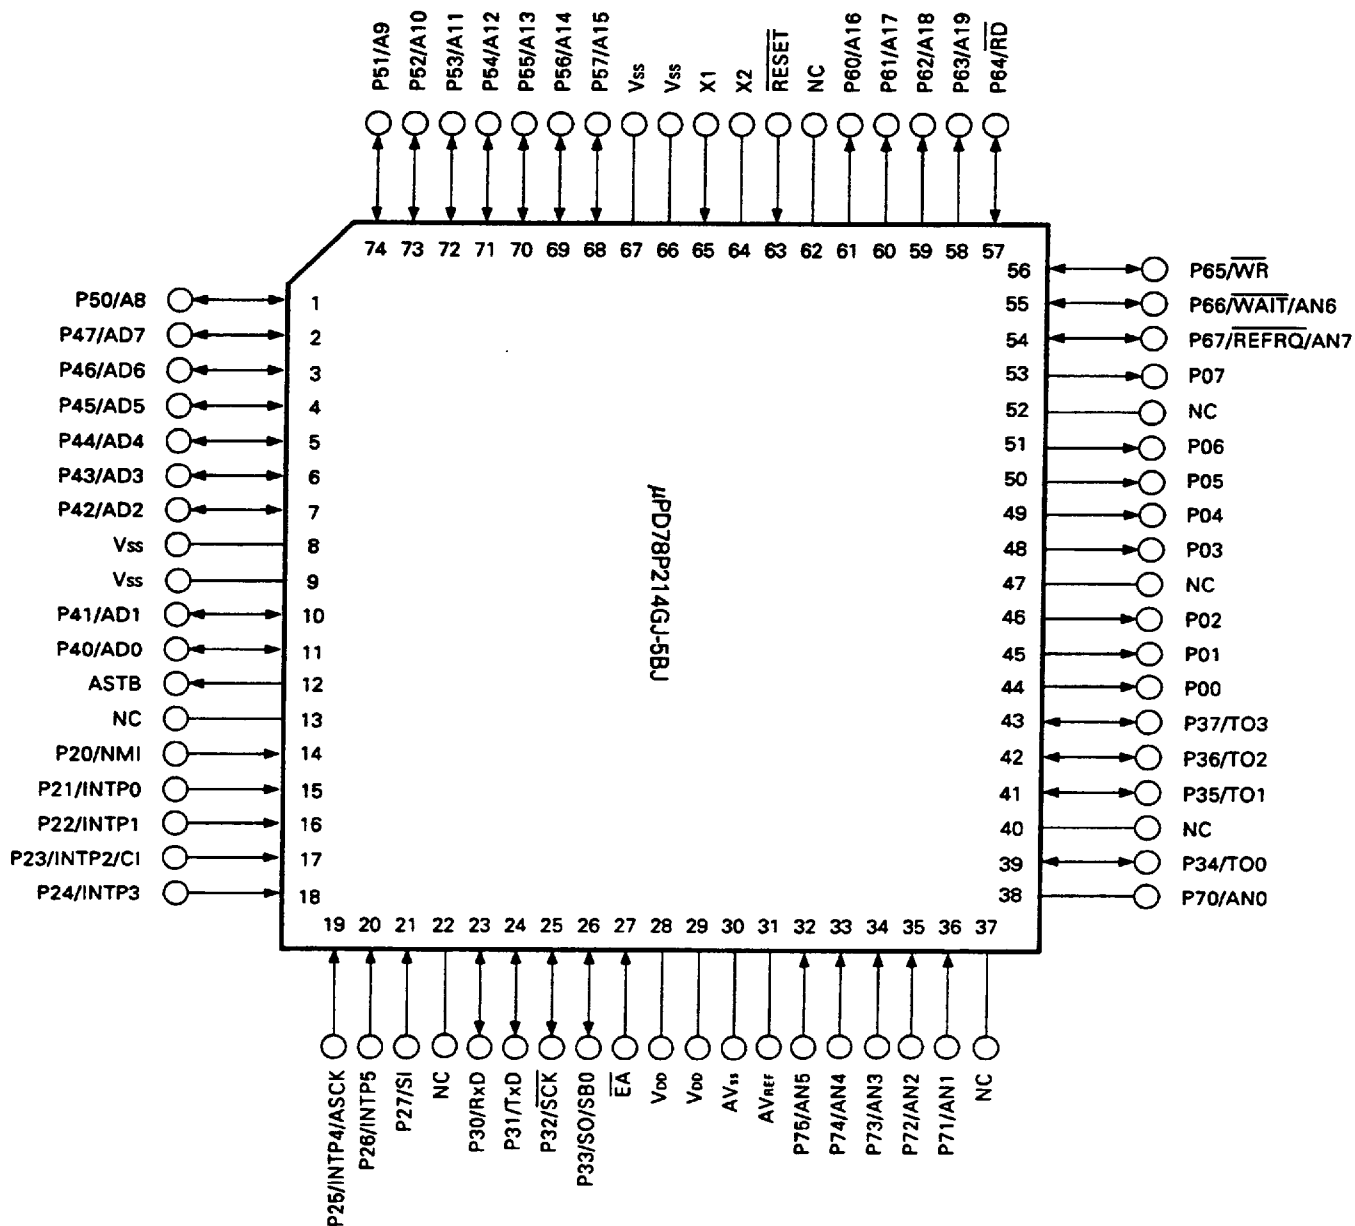 P51/A9
P52/A10
P53/A11
P54/A12
P55/A13
P56/A14
P57/A15
Vss
Vss
X1
X2
RESET
NC
P60/A16
P61/A17
P62/A18
P63/A19
P64/RD
74 73 72 71 70 69 68 67 66 65 64 63 62 61 60 59 58 57
P50/A8 1
P47/AD7 2
P46/AD6 3
P45/AD5 4
P44/AD4 5
P43/AD3 6
P42/AD2 7
Vss 8
Vss 9
P41/AD1 10
P40/AD0 11
ASTB 12
NC 13
P20/NMI 14
P21/INTP0 15
P22/INTP1 16
P23/INTP2/CI 17
P24/INTP3 18
μPD78P214GJ-5BJ
56 P65/WR
55 P66/WAIT/AN6
54 P67/REFRQ/AN7
53 P07
52 NC
51 P06
50 P05
49 P04
48 P03
47 NC
46 P02
45 P01
44 P00
43 P37/TO3
42 P36/TO2
41 P35/TO1
40 NC
39 P34/TO0
38 P70/AN0
19 20 21 22 23 24 25 26 27 28 29 30 31 32 33 34 35 36 37
P25/INTP4/ASCK
P26/INTP5
P27/SI
NC
P30/RxD
P31/TxD
P32/SCK
P33/SO/SB0
EA
VDD
VDD
AVss
AVREF
P75/AN5
P74/AN4
P73/AN3
P72/AN2
P71/AN1
NC